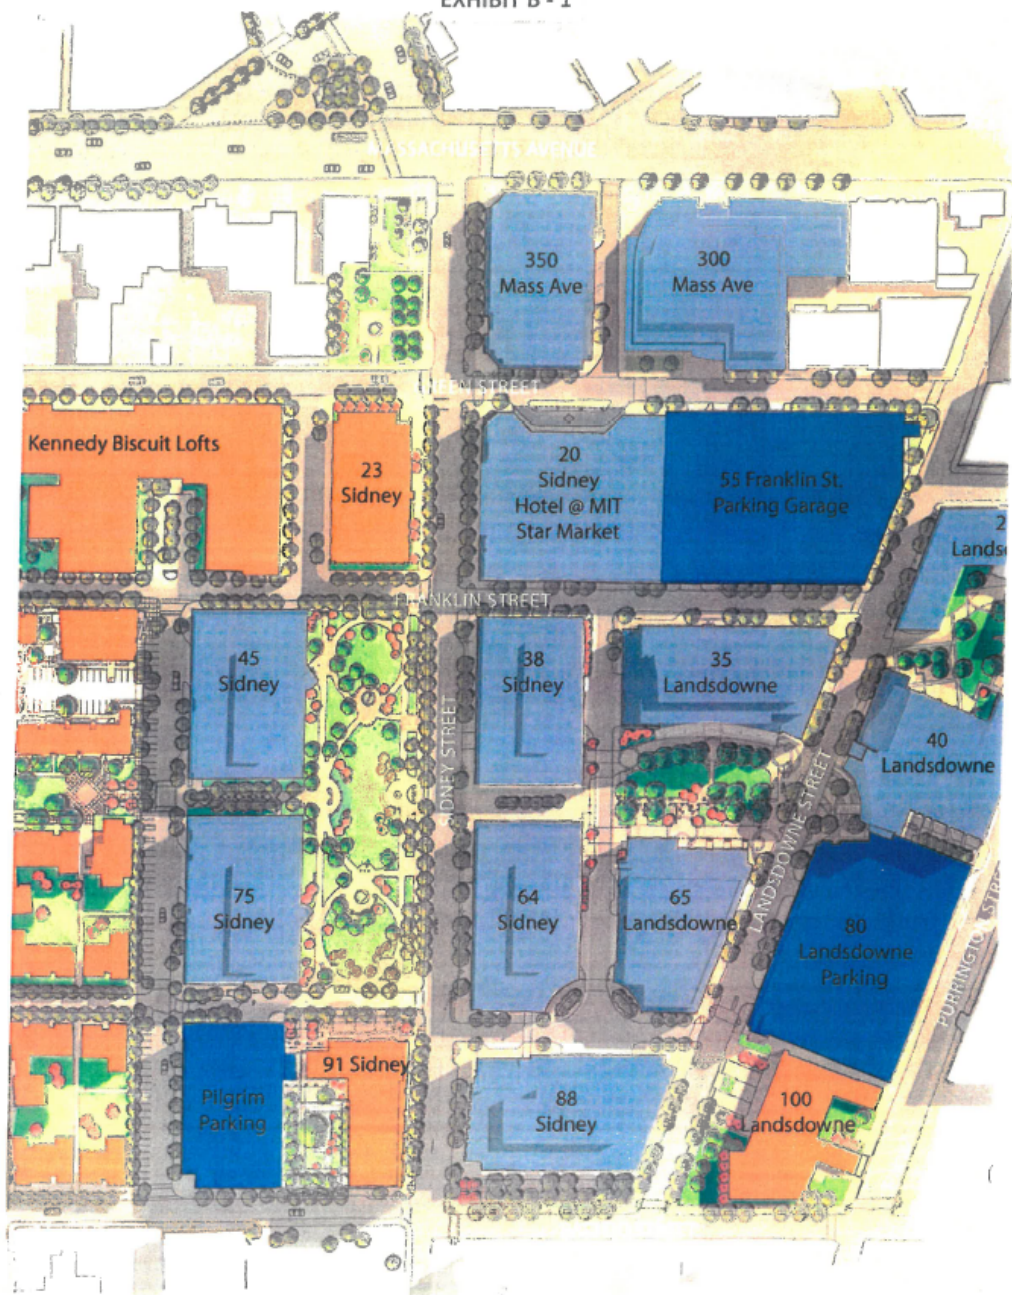 EXHIBIT B - 1
MASSACHUSETTS AVENUE
350
Mass Ave
300
Mass Ave
GREEN STREET
Kennedy Biscuit Lofts
23
Sidney
20
Sidney
Hotel @ MIT
Star Market
55 Franklin St.
Parking Garage
FRANKLIN STREET
45
Sidney
38
Sidney
35
Landsdowne
40
Landsdowne
SIDNEY STREET
LANDSDOWNE STREET
75
Sidney
64
Sidney
65
Landsdowne
80
Landsdowne
Parking
PURRINGTON STRE
91 Sidney
Pilgrim
Parking
88
Sidney
100
Landsdowne